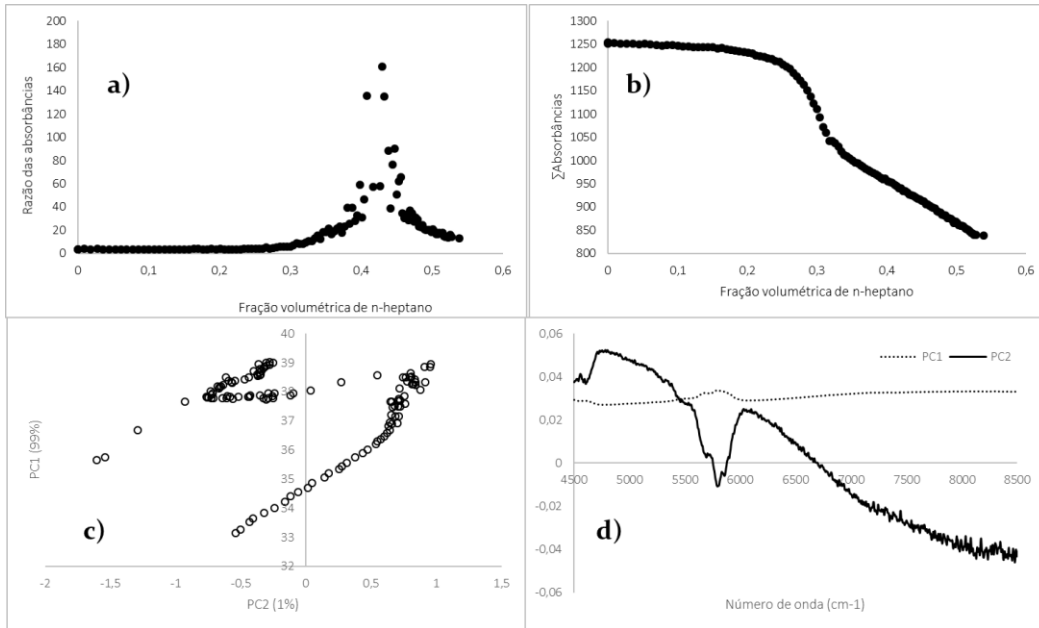 a)
Razão das absorbâncias
200
180
160
140
120
100
80
60
40
20
0
0 0,1 0,2 0,3 0,4 0,5 0,6
Fração volumétrica de n-heptano
b)
∑Absorbâncias
1300
1250
1200
1150
1100
1050
1000
950
900
850
800
0 0,1 0,2 0,3 0,4 0,5 0,6
Fração volumétrica de n-heptano
c)
PC1 (99%)
40
39
38
37
36
35
34
33
32
-2 -1,5 -1 -0,5 0 0,5 1 1,5
PC2 (1%)
d)
PC1 PC2
0,06
0,04
0,02
0
-0,02
-0,04
-0,06
4500 5000 5500 6000 6500 7000 7500 8000 8500
Número de onda (cm-1)